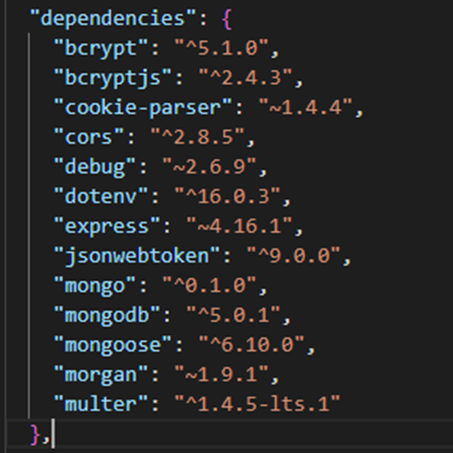 "dependencies": {
"bcrypt": "^5.1.0",
"bcryptjs": "^2.4.3",
"cookie-parser": "~1.4.4",
"cors": "^2.8.5",
"debug": "~2.6.9",
"dotenv": "^16.0.3",
"express": "~4.16.1",
"jsonwebtoken": "^9.0.0",
"mongo": "^0.1.0",
"mongodb": "^5.0.1",
"mongoose": "^6.10.0",
"morgan": "~1.9.1",
"multer": "^1.4.5-lts.1"
},